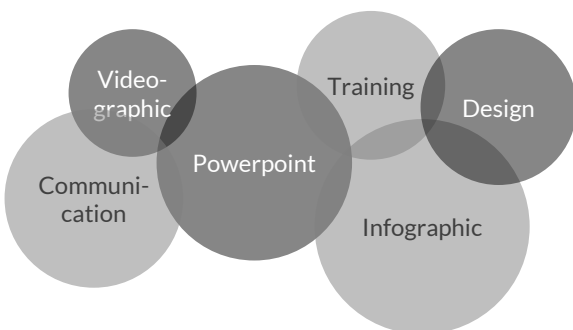 Video-
graphic
Communi-
cation
Powerpoint
Training
Design
Infographic